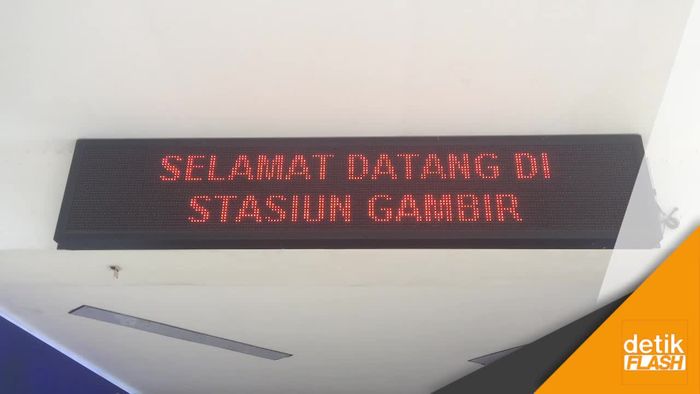 SELAMAT DATANG DI
STASIUN GAMBIR
detik
FLASH